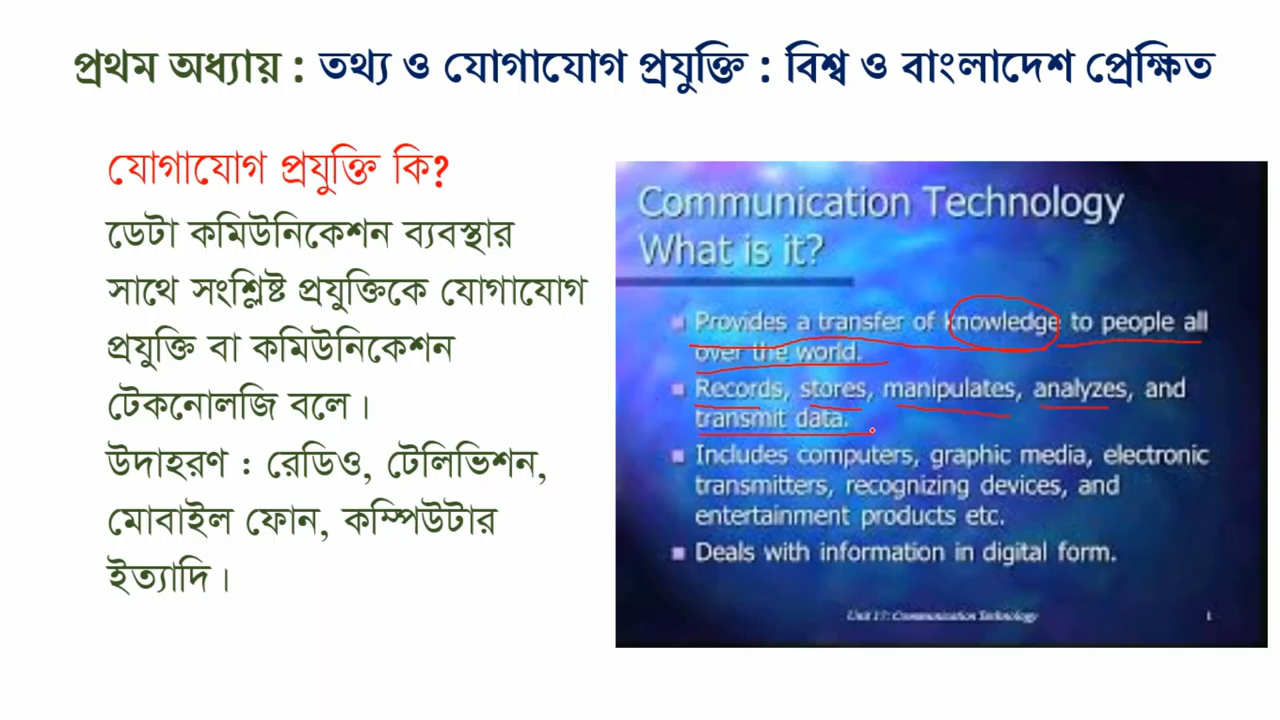 প্রথম অধ্যায় : তথ্য ও যোগাযোগ প্রযুক্তি : বিশ্ব ও বাংলাদেশ প্রেক্ষিত
যোগাযোগ প্রযুক্তি কি?
ডেটা কমিউনিকেশন ব্যবস্থার
সাথে সংশ্লিষ্ট প্রযুক্তিকে যোগাযোগ
প্রযুক্তি বা কমিউনিকেশন
টেকনোলজি বলে।
উদাহরণ : রেডিও, টেলিভিশন,
মোবাইল ফোন, কম্পিউটার
ইত্যাদি।
Communication Technology
What is it?
Provides a transfer of knowledge to people all
over the world.
Records, stores, manipulates, analyzes, and
transmit data.
Includes computers, graphic media, electronic
transmitters, recognizing devices, and
entertainment products etc.
Deals with information in digital form.
Unit 17: Communication Technology
1